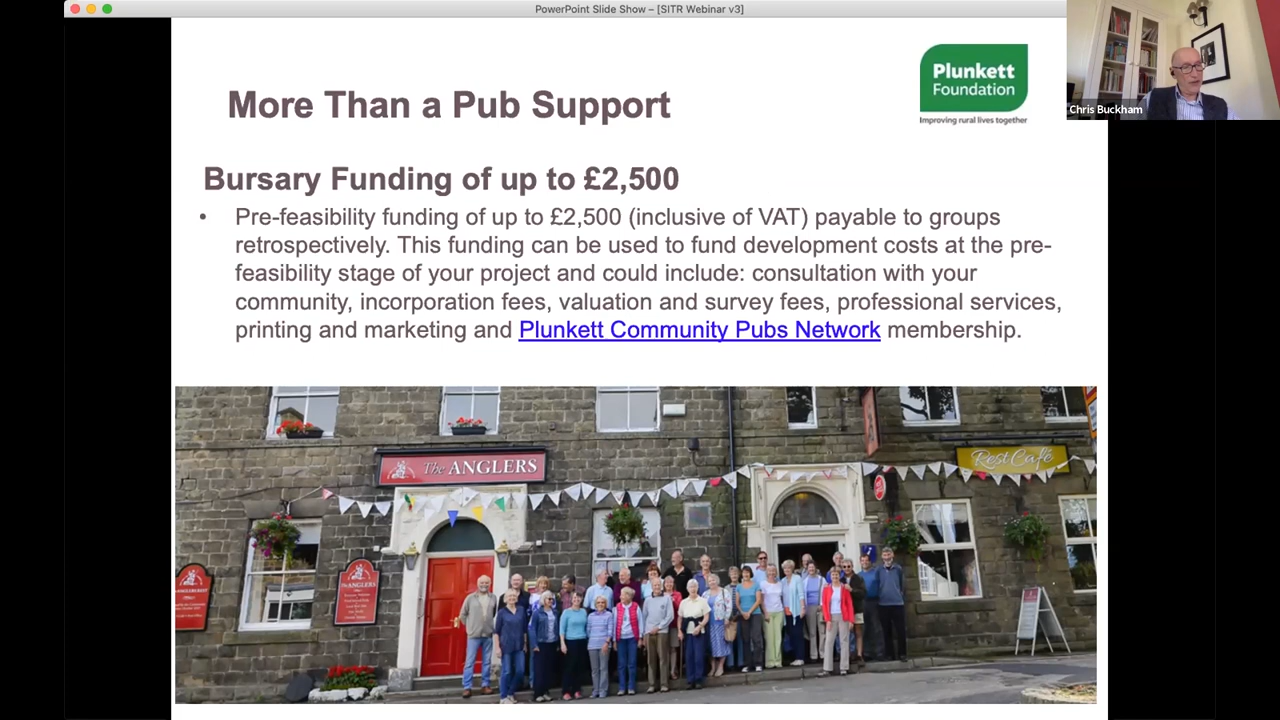 PowerPoint Slide Show – [SITR Webinar v3]
Chris Buckham
Plunkett
Foundation
Improving rural lives together
More Than a Pub Support
Bursary Funding of up to £2,500
• Pre-feasibility funding of up to £2,500 (inclusive of VAT) payable to groups
retrospectively. This funding can be used to fund development costs at the pre-
feasibility stage of your project and could include: consultation with your
community, incorporation fees, valuation and survey fees, professional services,
printing and marketing and Plunkett Community Pubs Network membership.
The ANGLERS
RestCafé
The ANGLERS